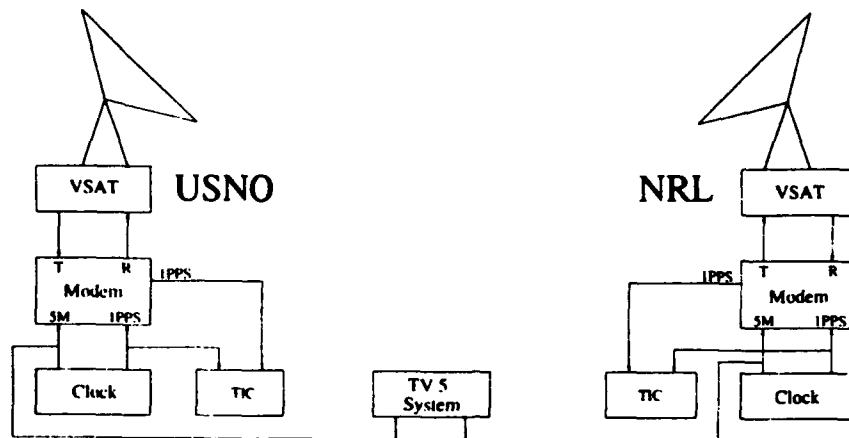 VSAT
USNO
T R
1PPS
Modem
5M 1PPS
Clock
TIC
TV 5
System
NRL
VSAT
T R
1PPS
Modem
5M 1PPS
TIC
Clock